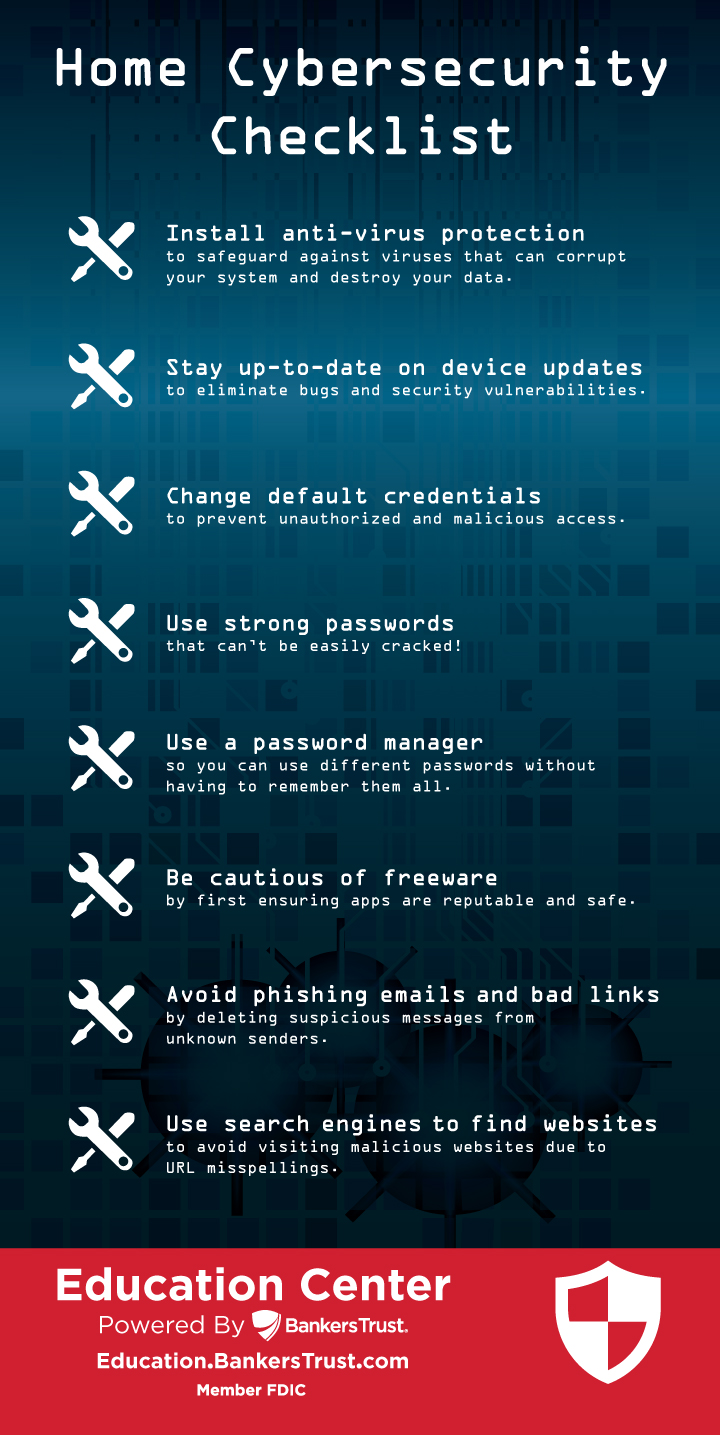 Home Cybersecurity
Checklist
Install anti-virus protection
to safeguard against viruses that can corrupt
your system and destroy your data.
Stay up-to-date on device updates
to eliminate bugs and security vulnerabilities.
Change default credentials
to prevent unauthorized and malicious access.
Use strong passwords
that can't be easily cracked!
Use a password manager
so you can use different passwords without
having to remember them all.
Be cautious of freeware
by first ensuring apps are reputable and safe.
Avoid phishing emails and bad links
by deleting suspicious messages from
unknown senders.
Use search engines to find websites
to avoid visiting malicious websites due to
URL misspellings.
Education Center
Powered By BankersTrust.
Education.BankersTrust.com
Member FDIC